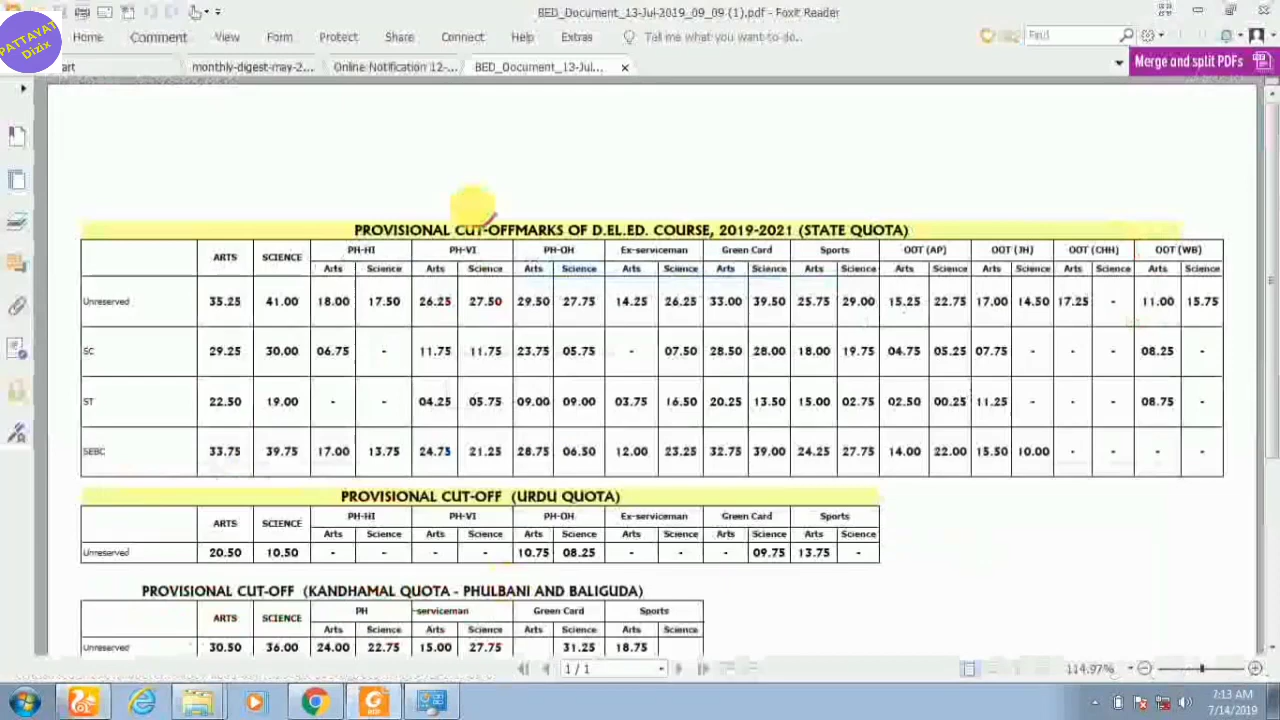 BED_Document_13-Jul-2019_09_09 (1).pdf - Foxit Reader
PATTAYAT Dizix
Home Comment View Form Protect Share Connect Help Extras Tell me what you want to do.. Find
art monthly-digest-may-2... Online Notification 12-... BED_Document_13-Jul... Merge and split PDFs
PROVISIONAL CUT-OFFMARKS OF D.EL.ED. COURSE, 2019-2021 (STATE QUOTA)
ARTS SCIENCE PH-HI PH-VI PH-OH Ex-serviceman Green Card Sports OOT (AP) OOT (JH) OOT (CHH) OOT (WB)
Arts Science Arts Science Arts Science Arts Science Arts Science Arts Science Arts Science Arts Science Arts Science Arts Science
Unreserved 35.25 41.00 18.00 17.50 26.25 27.50 29.50 27.75 14.25 26.25 33.00 39.50 25.75 29.00 15.25 22.75 17.00 14.50 17.25 - 11.00 15.75
SC 29.25 30.00 06.75 - 11.75 11.75 23.75 05.75 - 07.50 28.50 28.00 18.00 19.75 04.75 05.25 07.75 - - - 08.25 -
ST 22.50 19.00 - - 04.25 05.75 09.00 09.00 03.75 16.50 20.25 13.50 15.00 02.75 02.50 00.25 11.25 - - - 08.75 -
SEBC 33.75 39.75 17.00 13.75 24.75 21.25 28.75 06.50 12.00 23.25 32.75 39.00 24.25 27.75 14.00 22.00 15.50 10.00 - - - -
PROVISIONAL CUT-OFF (URDU QUOTA)
ARTS SCIENCE PH-HI PH-VI PH-OH Ex-serviceman Green Card Sports
Arts Science Arts Science Arts Science Arts Science Arts Science Arts Science
Unreserved 20.50 10.50 - - - - 10.75 08.25 - - - 09.75 13.75 -
PROVISIONAL CUT-OFF (KANDHAMAL QUOTA - PHULBANI AND BALIGUDA)
ARTS SCIENCE PH -serviceman Green Card Sports
Arts Science Arts Science Arts Science Arts Science
Unreserved 30.50 36.00 24.00 22.75 15.00 27.75 31.25 18.75
1 / 1 114.97%
7:13 AM
7/14/2019